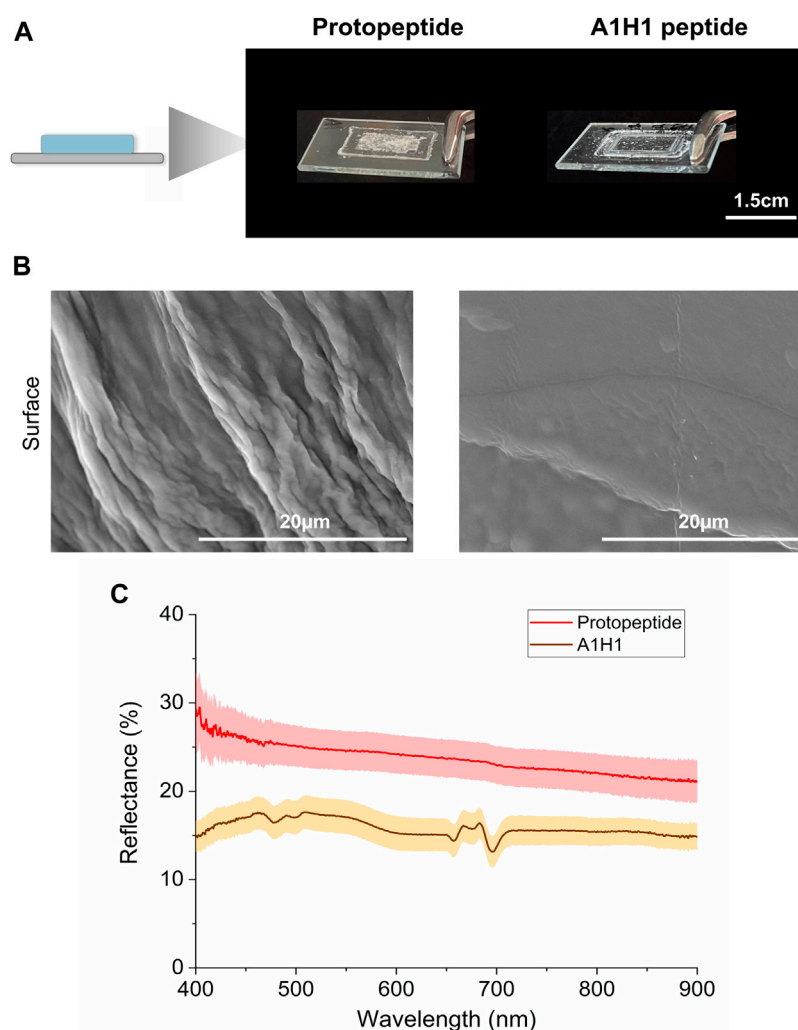 A
Protopeptide
A1H1 peptide
1.5cm
B
Surface
20µm
20µm
C
Protopeptide
A1H1
Reflectance (%)
40
30
20
10
0
400 500 600 700 800 900
Wavelength (nm)